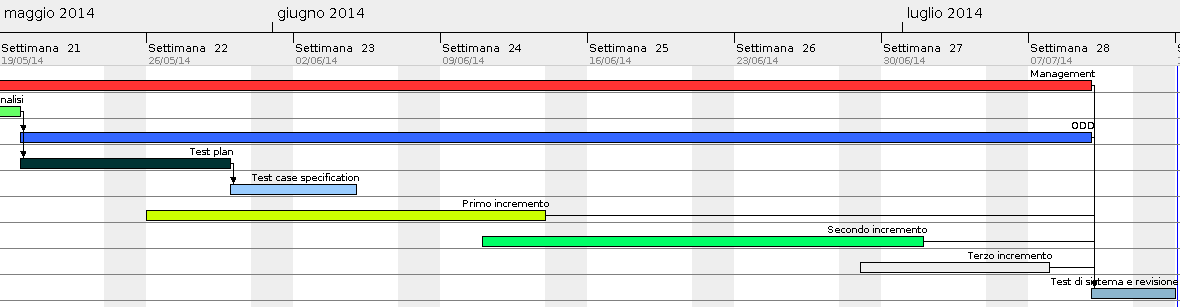 maggio 2014 giugno 2014 luglio 2014
Settimana 21 Settimana 22 Settimana 23 Settimana 24 Settimana 25 Settimana 26 Settimana 27 Settimana 28
19/05/14 26/05/14 02/06/14 09/06/14 16/06/14 23/06/14 30/06/14 07/07/14
Management
nalisi
ODD
Test plan
Test case specification
Primo incremento
Secondo incremento
Terzo incremento
Test di sistema e revisione